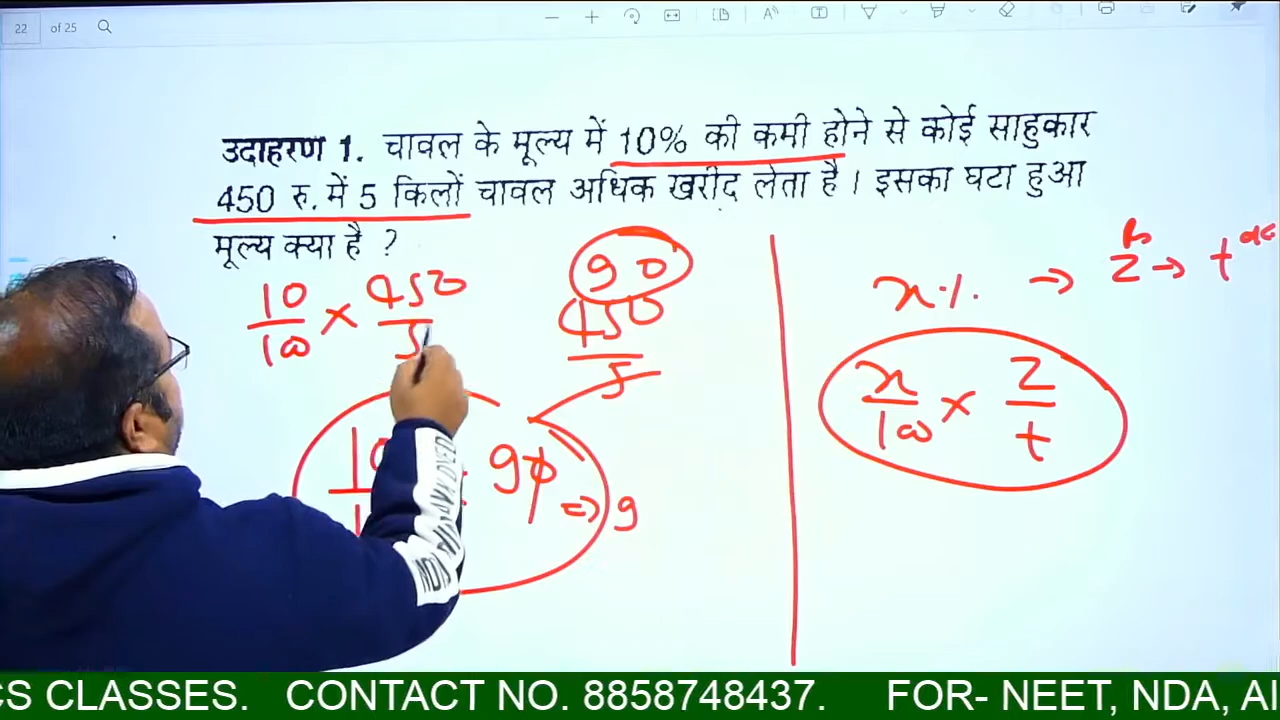 22 of 25
उदाहरण 1. चावल के मूल्य में 10% की कमी होने से कोई साहुकार
450 रु. में 5 किलों चावल अधिक खरीद लेता है । इसका घटा हुआ
मूल्य क्या है ?
10/100 × 450/5
90
450/5
90 ⇒ 9
x% → z → t
x/100 × z/t
CS CLASSES. CONTACT NO. 8858748437. FOR- NEET, NDA, AI